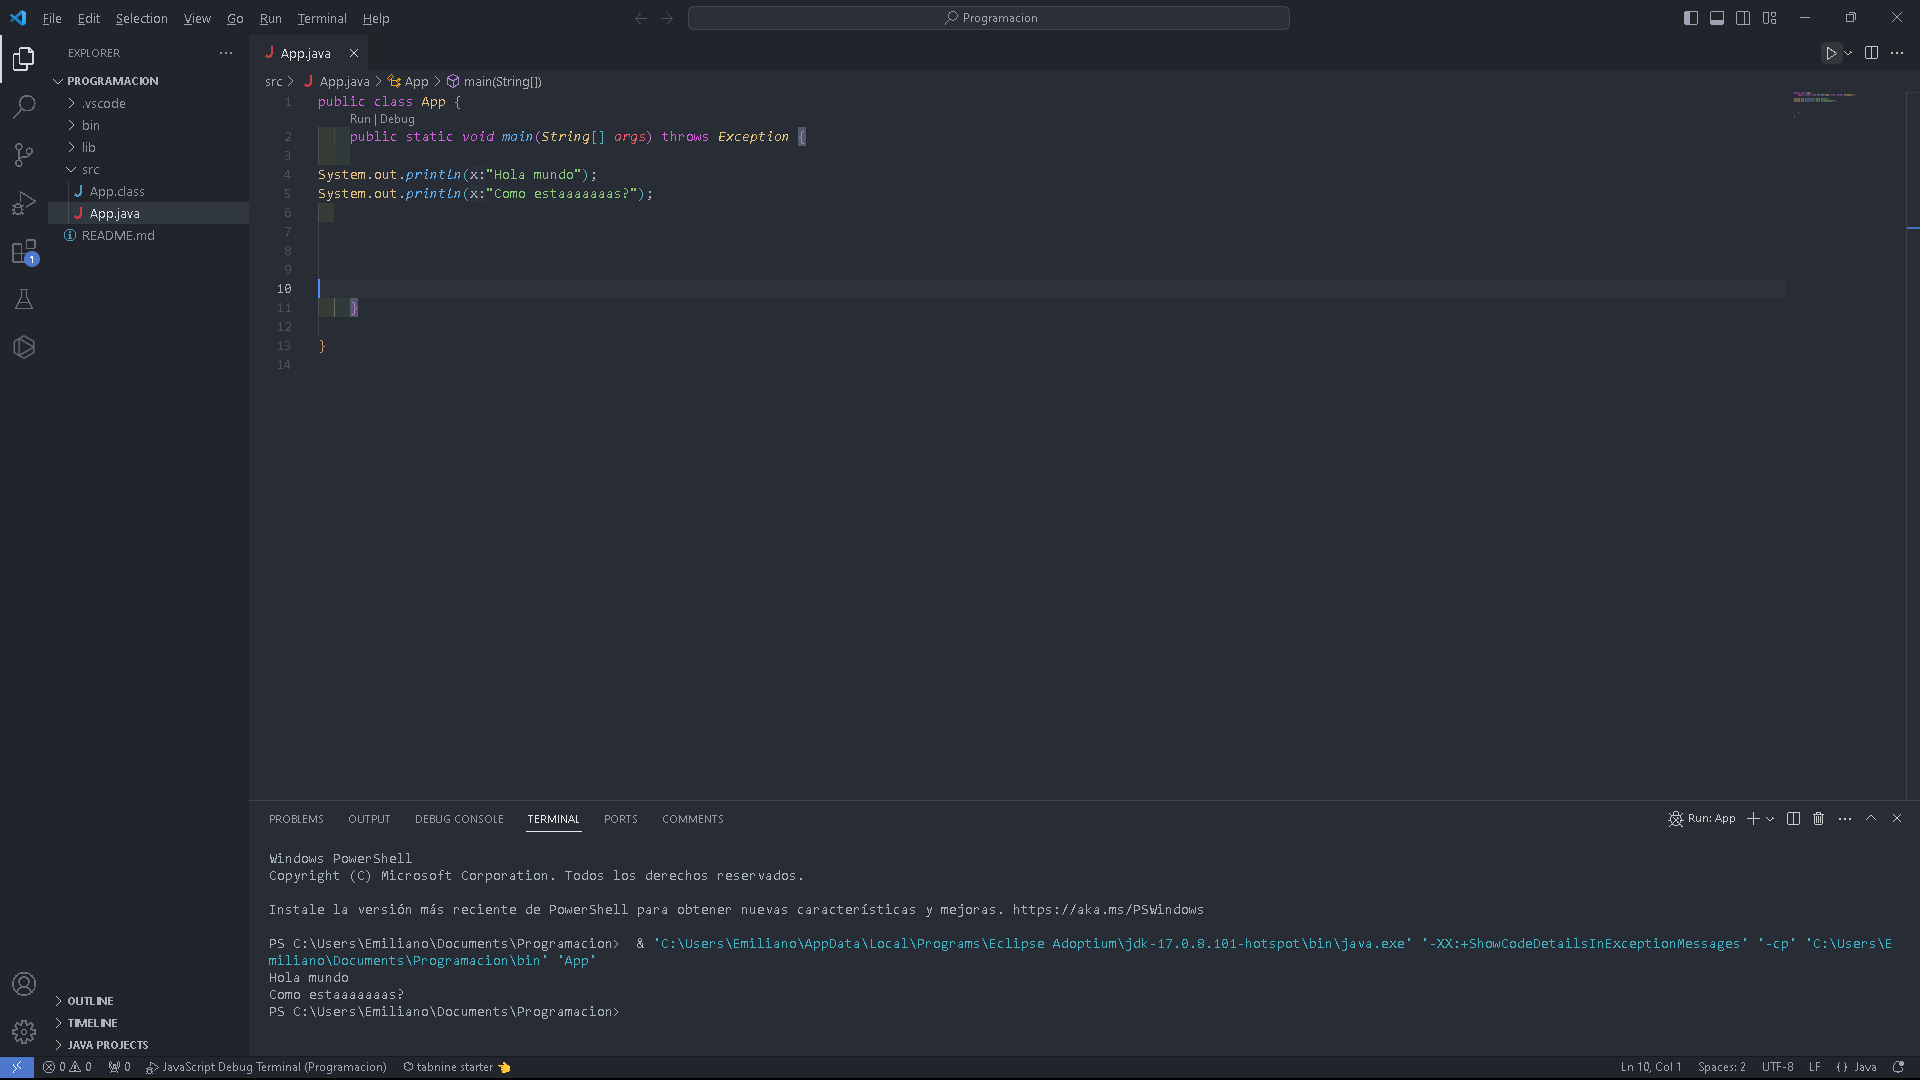 File Edit Selection View Go Run Terminal Help
Programacion
EXPLORER
PROGRAMACION
.vscode
bin
lib
src
App.class
App.java
README.md
1
OUTLINE
TIMELINE
JAVA PROJECTS
App.java
src > App.java > App > main(String[])
1 public class App {
Run | Debug
2 public static void main(String[] args) throws Exception {
3
4 System.out.println(x:"Hola mundo");
5 System.out.println(x:"Como estaaaaaaas?");
6
7
8
9
10
11 }
12
13 }
14
PROBLEMS OUTPUT DEBUG CONSOLE TERMINAL PORTS COMMENTS
Run: App
Windows PowerShell
Copyright (C) Microsoft Corporation. Todos los derechos reservados.
Instale la versión más reciente de PowerShell para obtener nuevas características y mejoras. https://aka.ms/PSWindows
PS C:\Users\Emiliano\Documents\Programacion>  & 'C:\Users\Emiliano\AppData\Local\Programs\Eclipse Adoptium\jdk-17.0.8.101-hotspot\bin\java.exe' '-XX:+ShowCodeDetailsInExceptionMessages' '-cp' 'C:\Users\E
miliano\Documents\Programacion\bin' 'App'
Hola mundo
Como estaaaaaaas?
PS C:\Users\Emiliano\Documents\Programacion>
0 0 0 JavaScript Debug Terminal (Programacion) tabnine starter Ln 10, Col 1 Spaces: 2 UTF-8 LF {} Java